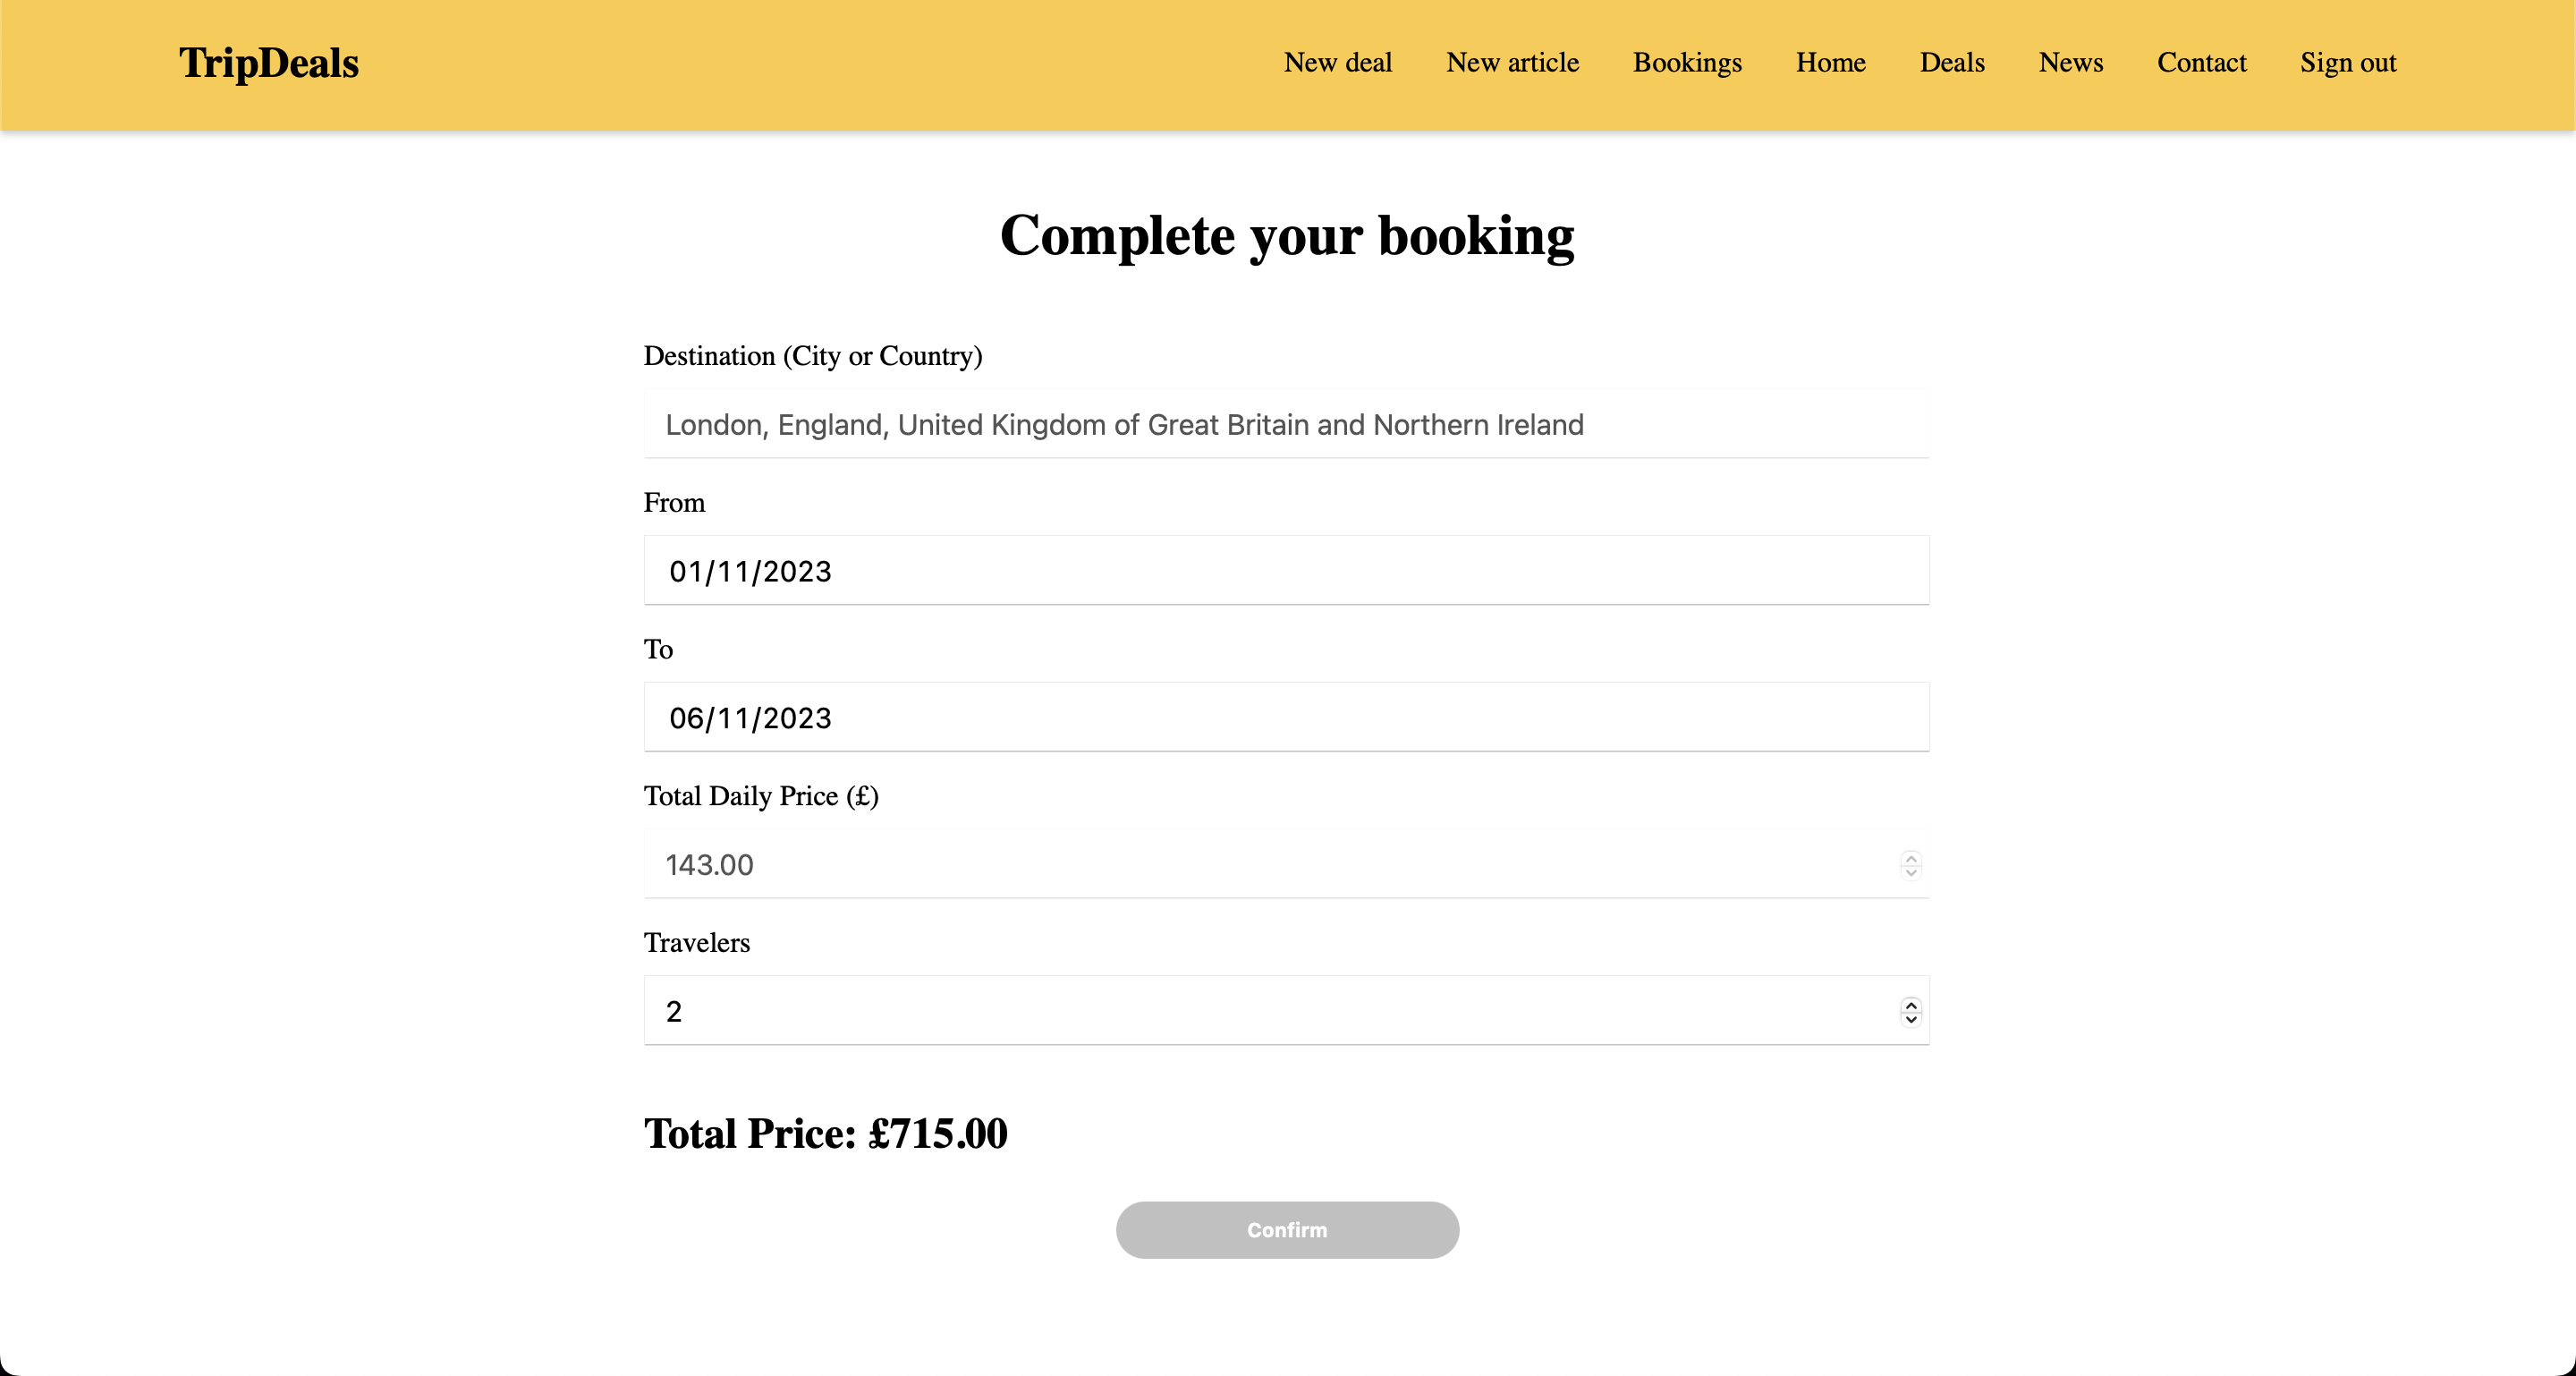 TripDeals
New deal
New article
Bookings
Home
Deals
News
Contact
Sign out
Complete your booking
Destination (City or Country)
London, England, United Kingdom of Great Britain and Northern Ireland
From
01/11/2023
To
06/11/2023
Total Daily Price (£)
143.00
Travelers
2
Total Price: £715.00
Confirm